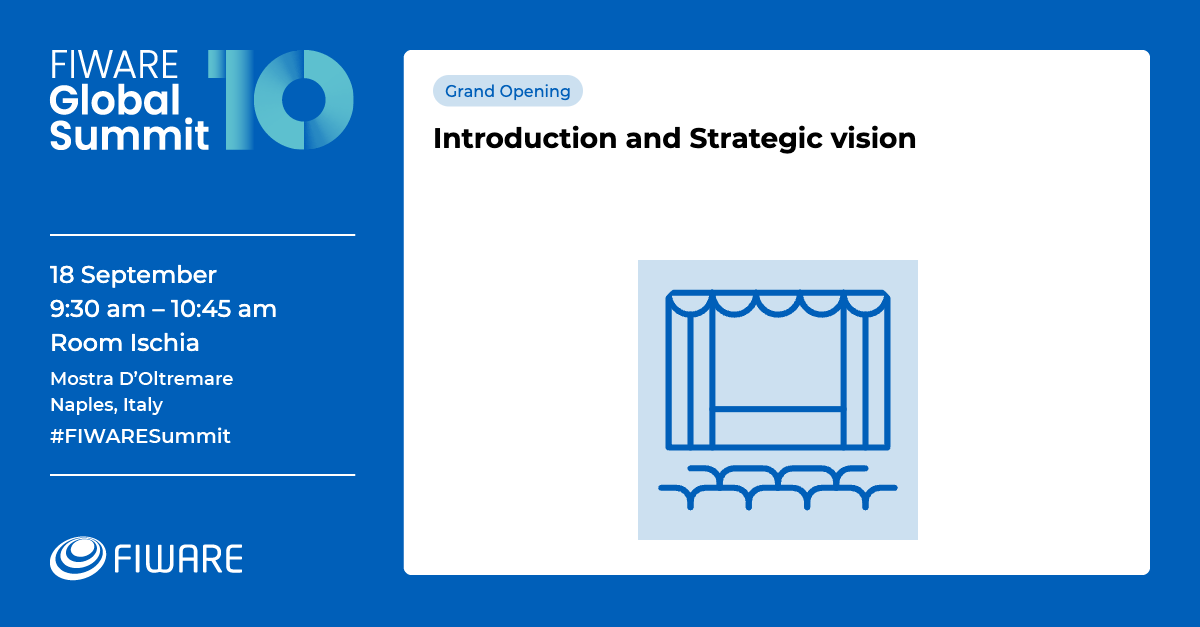 FIWARE
Global
Summit
10
18 September
9:30 am – 10:45 am
Room Ischia
Mostra D’Oltremare
Naples, Italy
#FIWARESummit
FIWARE
Grand Opening
Introduction and Strategic vision